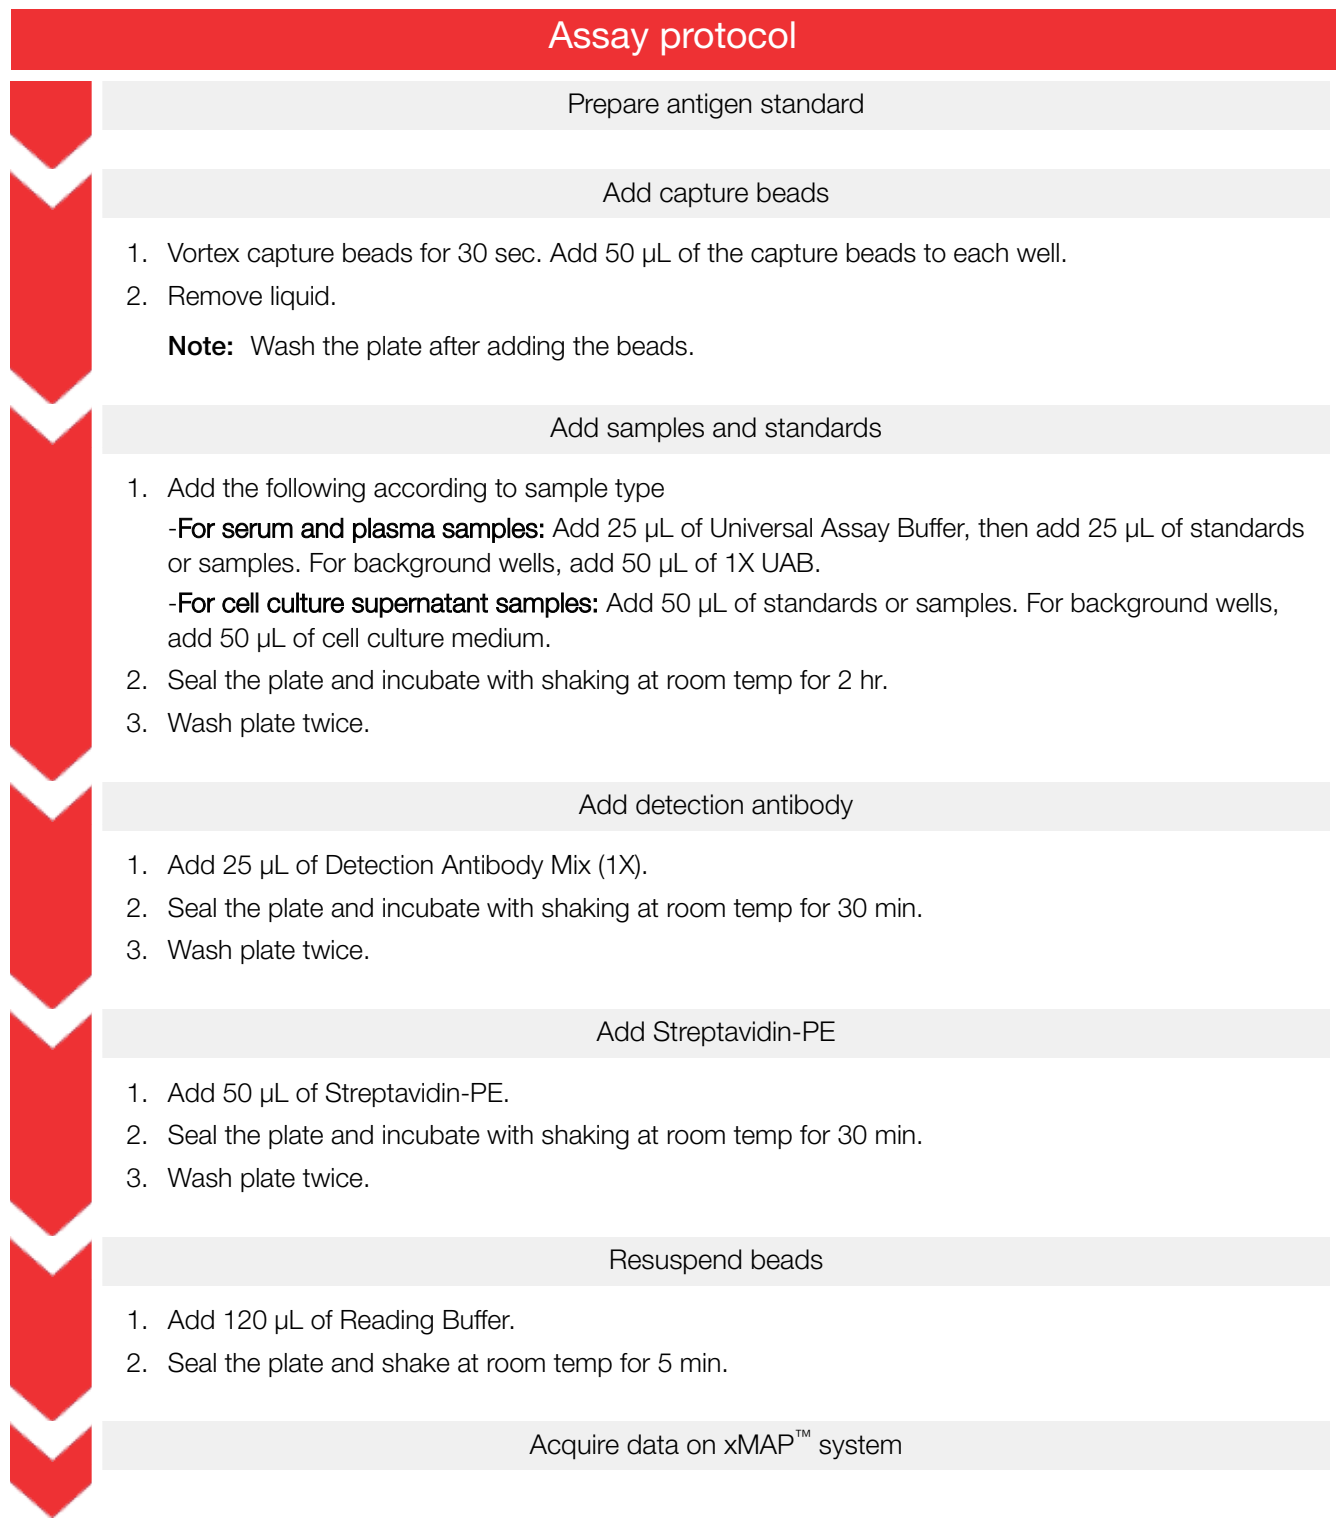 Assay protocol
Prepare antigen standard
Add capture beads
1. Vortex capture beads for 30 sec. Add 50 µL of the capture beads to each well.
2. Remove liquid.
Note: Wash the plate after adding the beads.
Add samples and standards
1. Add the following according to sample type
-For serum and plasma samples: Add 25 µL of Universal Assay Buffer, then add 25 µL of standards
or samples. For background wells, add 50 µL of 1X UAB.
-For cell culture supernatant samples: Add 50 µL of standards or samples. For background wells,
add 50 µL of cell culture medium.
2. Seal the plate and incubate with shaking at room temp for 2 hr.
3. Wash plate twice.
Add detection antibody
1. Add 25 µL of Detection Antibody Mix (1X).
2. Seal the plate and incubate with shaking at room temp for 30 min.
3. Wash plate twice.
Add Streptavidin-PE
1. Add 50 µL of Streptavidin-PE.
2. Seal the plate and incubate with shaking at room temp for 30 min.
3. Wash plate twice.
Resuspend beads
1. Add 120 µL of Reading Buffer.
2. Seal the plate and shake at room temp for 5 min.
Acquire data on xMAP™ system